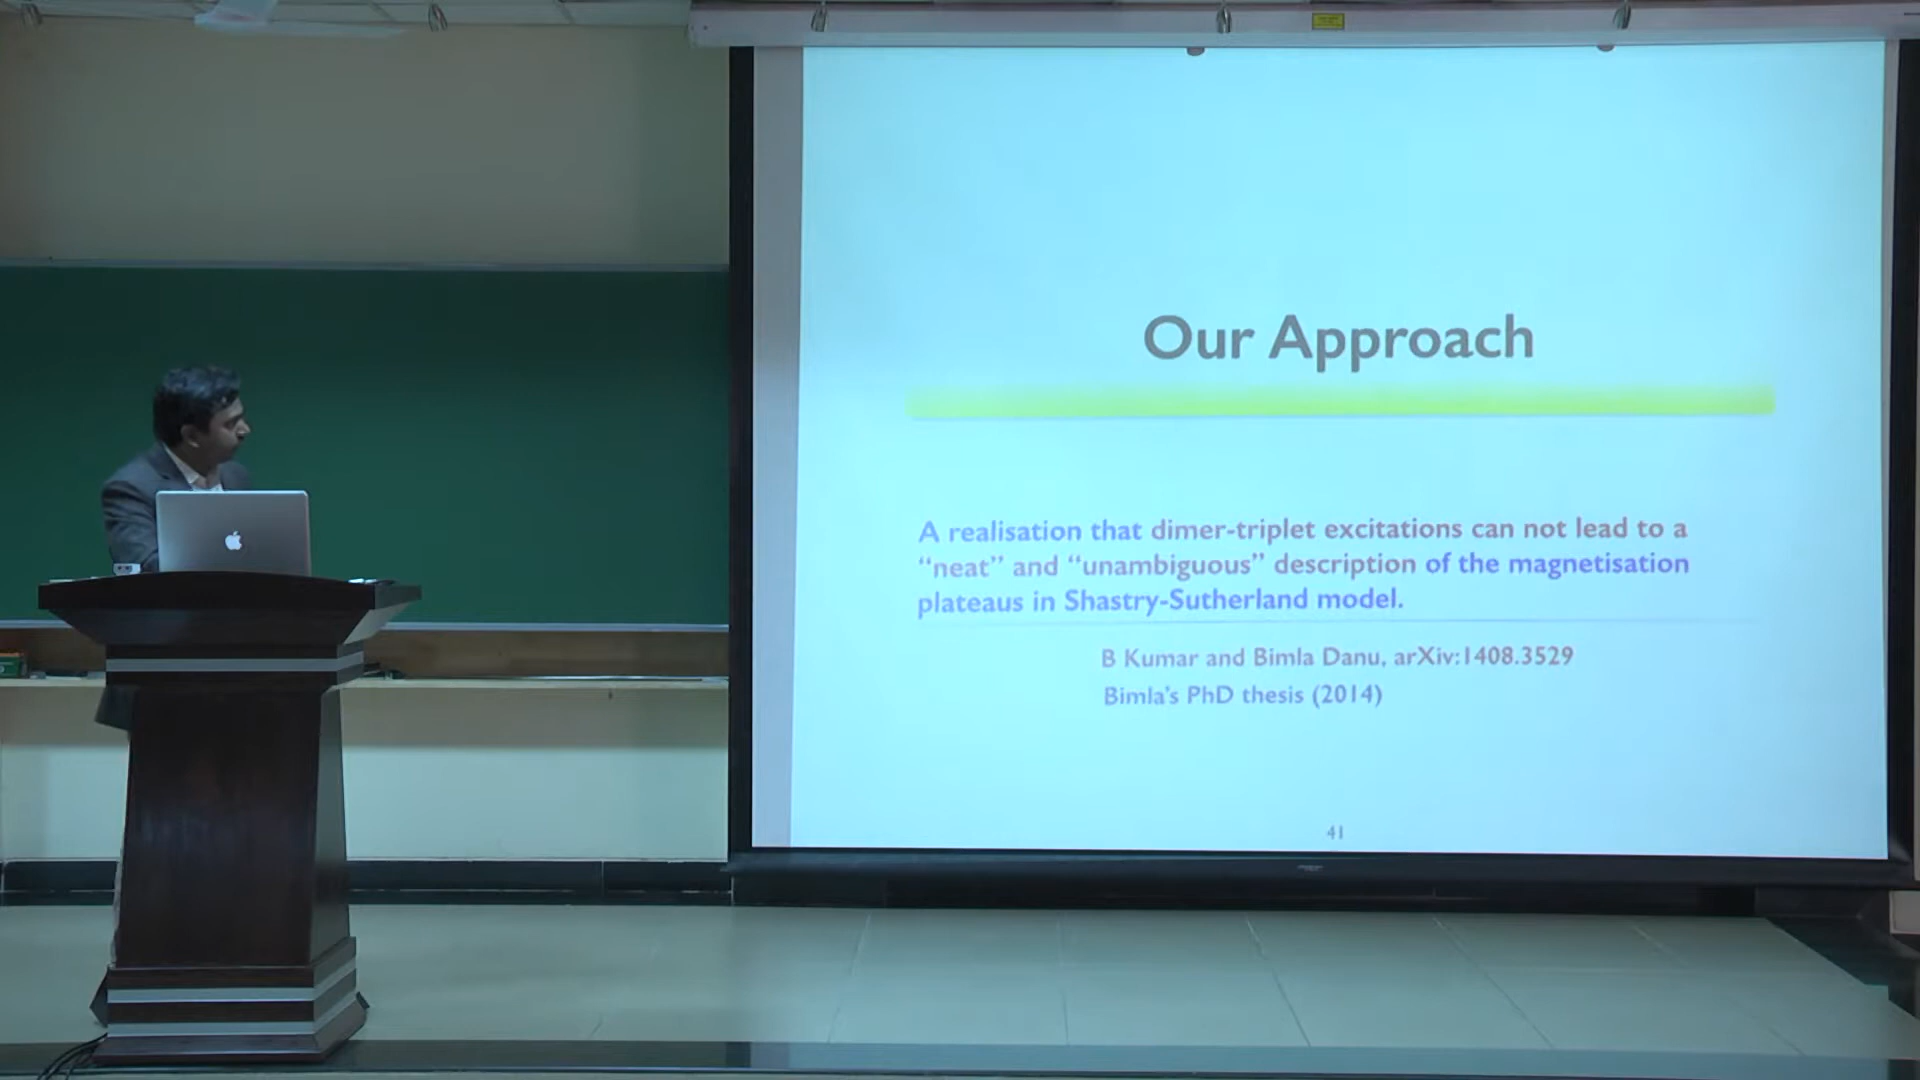 Our Approach
A realisation that dimer-triplet excitations can not lead to a
“neat” and “unambiguous” description of the magnetisation
plateaus in Shastry-Sutherland model.
B Kumar and Bimla Danu, arXiv:1408.3529
Bimla’s PhD thesis (2014)
41